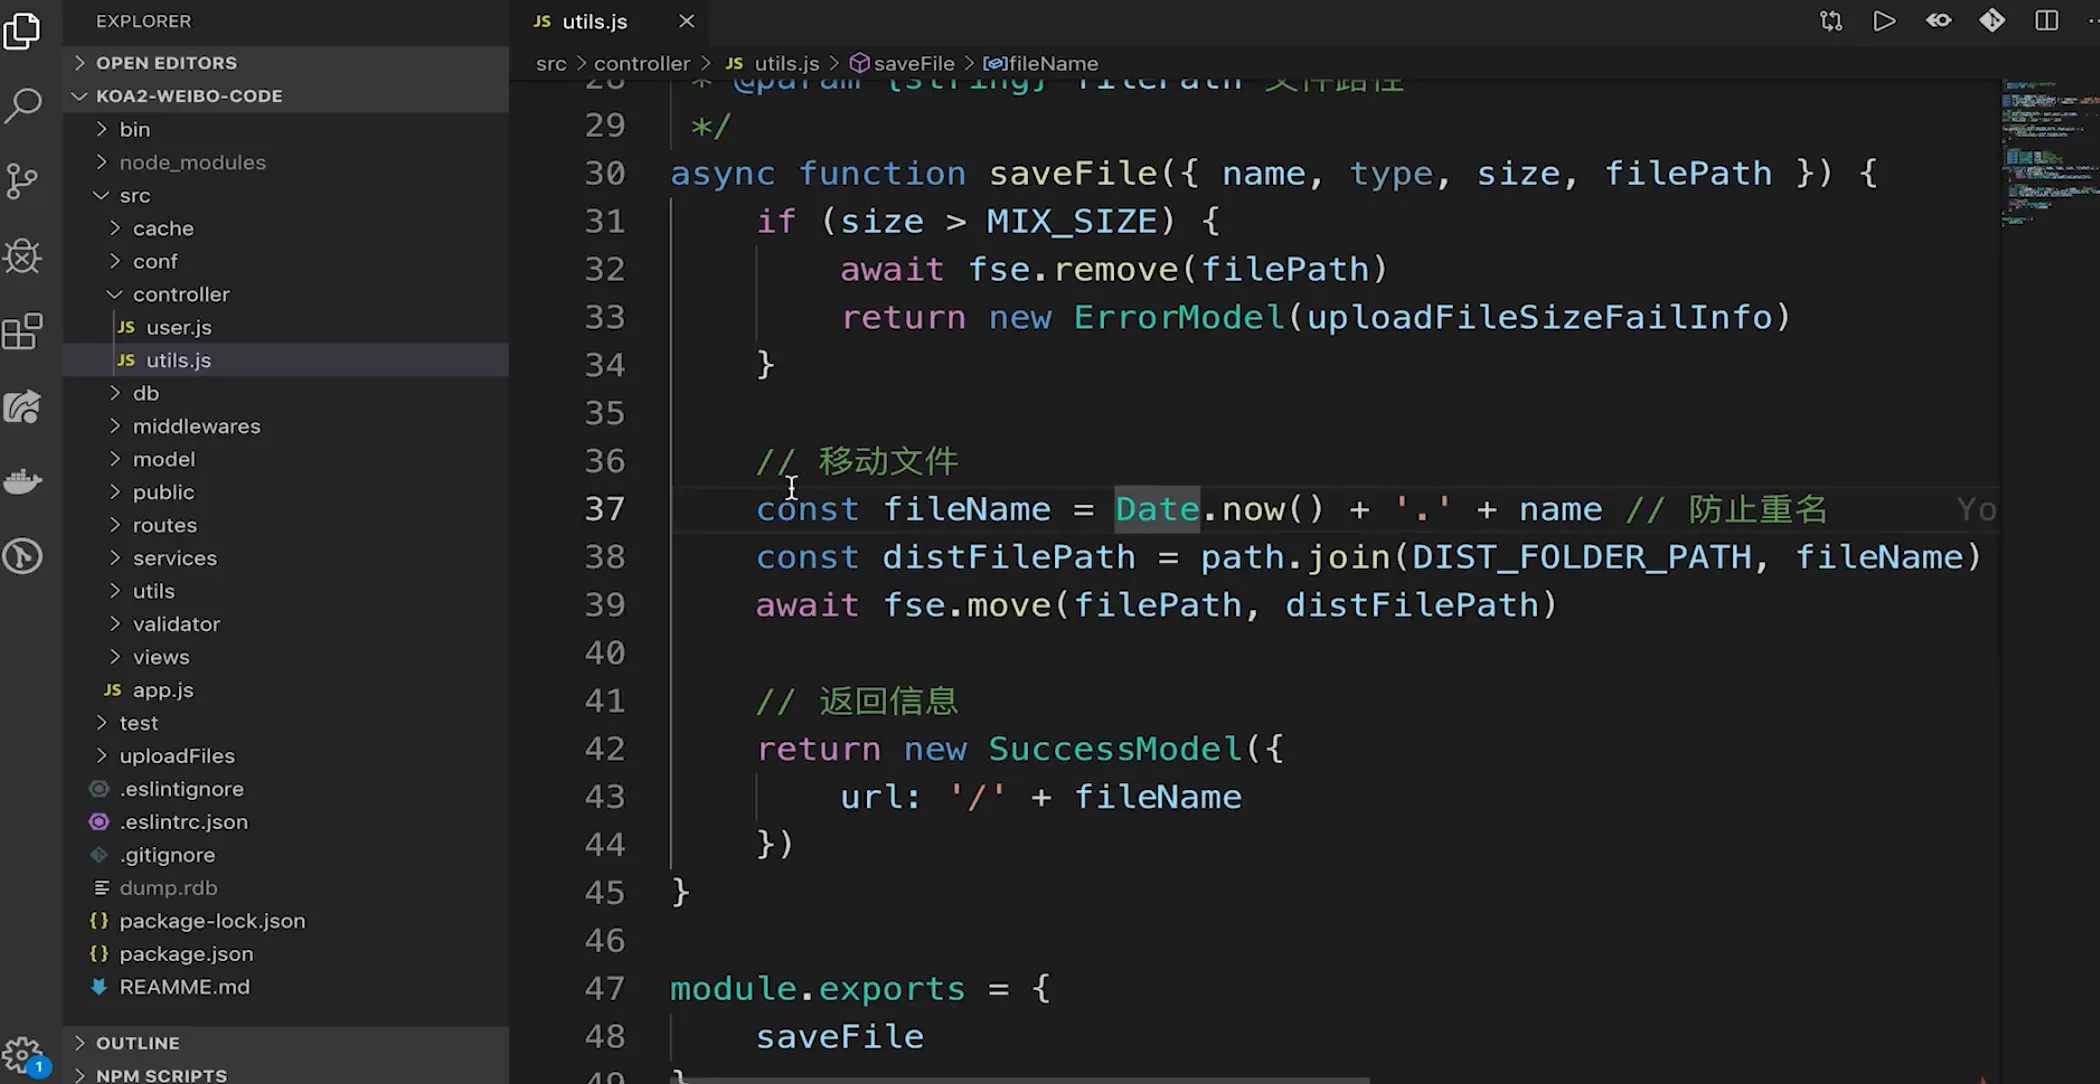 EXPLORER
OPEN EDITORS
KOA2-WEIBO-CODE
bin
node_modules
src
cache
conf
controller
JS user.js
JS utils.js
db
middlewares
model
public
routes
services
utils
validator
views
JS app.js
test
uploadFiles
.eslintignore
.eslintrc.json
.gitignore
dump.rdb
{} package-lock.json
{} package.json
REAMME.md
OUTLINE
NPM SCRIPTS
1
JS utils.js
src > controller > JS utils.js > saveFile > fileName
28 * @param {string} filePath 文件路径
29 */
30 async function saveFile({ name, type, size, filePath }) {
31 if (size > MIX_SIZE) {
32 await fse.remove(filePath)
33 return new ErrorModel(uploadFileSizeFailInfo)
34 }
35
36 // 移动文件
37 const fileName = Date.now() + '.' + name // 防止重名 Yo
38 const distFilePath = path.join(DIST_FOLDER_PATH, fileName)
39 await fse.move(filePath, distFilePath)
40
41 // 返回信息
42 return new SuccessModel({
43 url: '/' + fileName
44 })
45 }
46
47 module.exports = {
48 saveFile
49 }